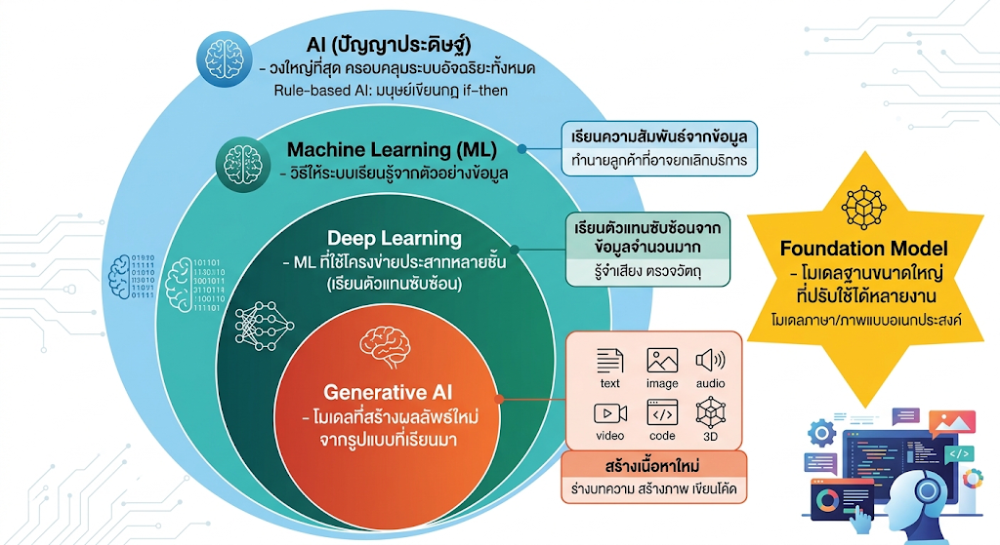 AI (ปัญญาประดิษฐ์)
- วงใหญ่ที่สุด ครอบคลุมระบบอัจฉริยะทั้งหมด
Rule-based AI: มนุษย์เขียนกฎ if-then
Machine Learning (ML)
- วิธีให้ระบบเรียนรู้จากตัวอย่างข้อมูล
เรียนความสัมพันธ์จากข้อมูล
ทำนายลูกค้าที่อาจยกเลิกบริการ
Deep Learning
- ML ที่ใช้โครงข่ายประสาทหลายชั้น
(เรียนตัวแทนซับซ้อน)
เรียนตัวแทนซับซ้อนจาก
ข้อมูลจำนวนมาก
รู้จำเสียง ตรวจวัตถุ
Generative AI
- โมเดลที่สร้างผลลัพธ์ใหม่
จากรูปแบบที่เรียนมา
text image audio
</>
video code 3D
สร้างเนื้อหาใหม่
ร่างบทความ สร้างภาพ เขียนโค้ด
Foundation Model
- โมเดลฐานขนาดใหญ่
ที่ปรับใช้ได้หลายงาน
โมเดลภาษา/ภาพแบบอเนกประสงค์
</>